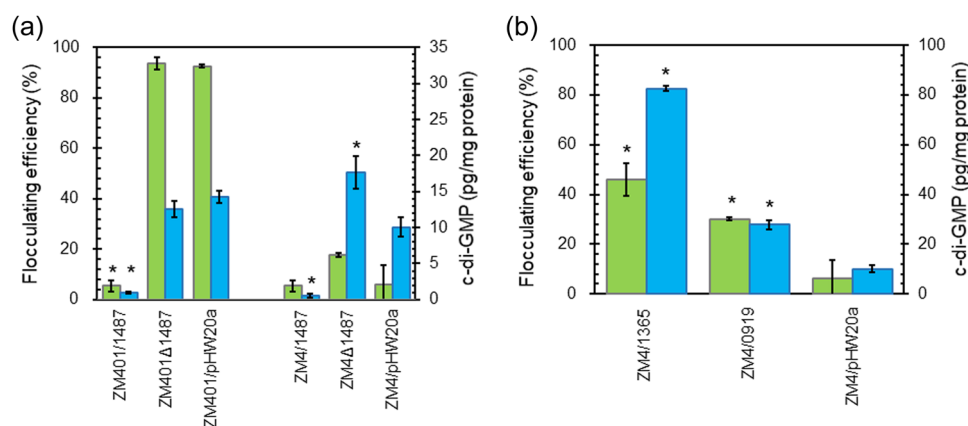 (a)
Flocculating efficiency (%)
100
80
60
40
20
0
* *
*
*
35
30
25
20
15
10
5
0
c-di-GMP (pg/mg protein)
ZM401/1487
ZM401Δ1487
ZM401/pHW20a
ZM4/1487
ZM4Δ1487
ZM4/pHW20a
(b)
Flocculating efficiency (%)
100
80
60
40
20
0
*
*
*
*
100
80
60
40
20
0
c-di-GMP (pg/mg protein)
ZM4/1365
ZM4/0919
ZM4/pHW20a